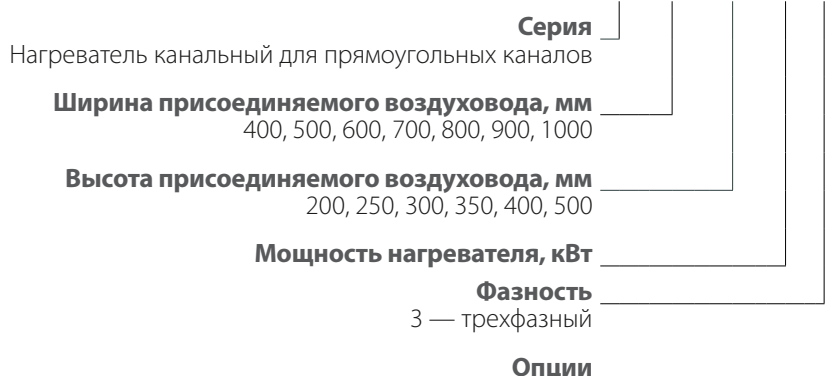 Серия
Нагреватель канальный для прямоугольных каналов
Ширина присоединяемого воздуховода, мм
400, 500, 600, 700, 800, 900, 1000
Высота присоединяемого воздуховода, мм
200, 250, 300, 350, 400, 500
Мощность нагревателя, кВт
Фазность
3 — трехфазный
Опции